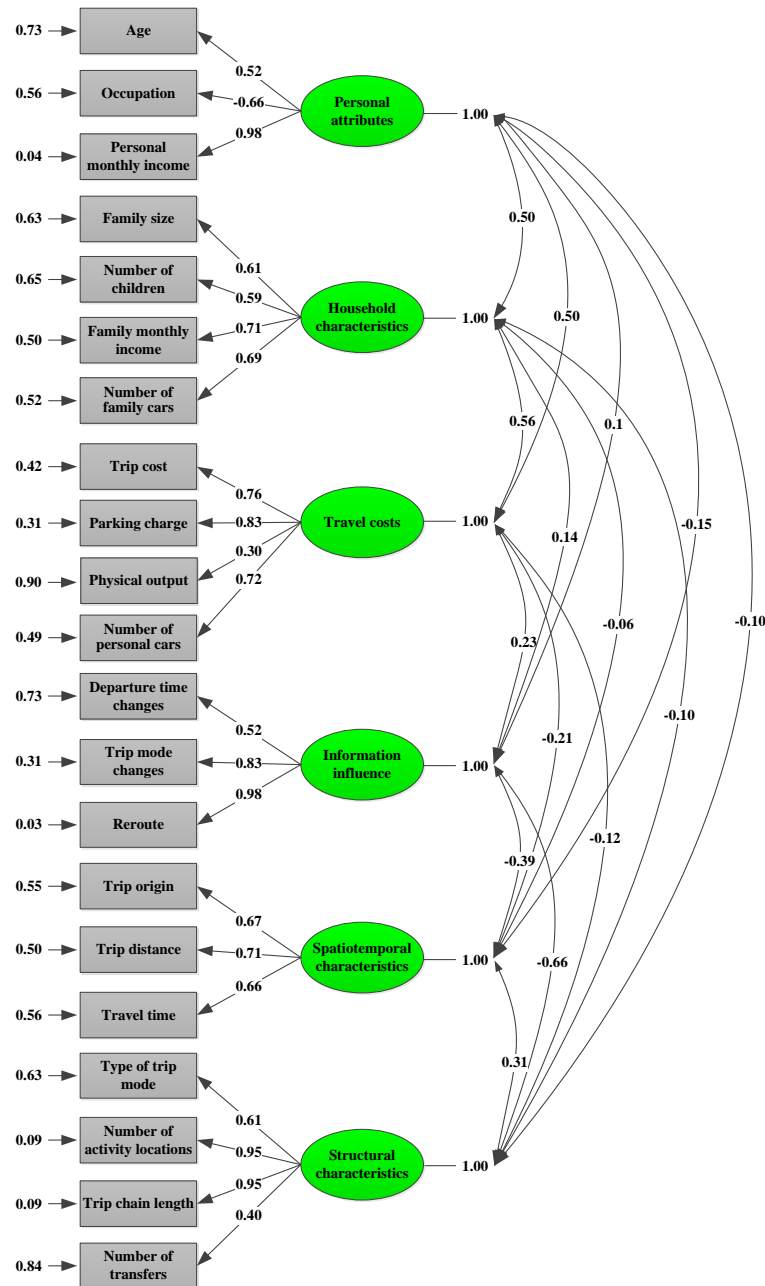 0.73
Age
0.52
0.56
Occupation
-0.66
Personal
attributes
1.00
0.98
0.04
Personal
monthly income
0.63
Family size
0.50
0.61
0.65
Number of
children
0.59
Household
characteristics
1.00
0.50
0.50
Family monthly
income
0.71
0.69
0.52
Number of
family cars
0.56
0.1
0.42
Trip cost
0.76
0.31
Parking charge
0.83
Travel costs
1.00
-0.15
0.30
0.14
0.90
Physical output
0.72
-0.06
-0.10
0.49
Number of
personal cars
0.23
0.73
Departure time
changes
-0.10
0.52
-0.21
0.31
Trip mode
changes
0.83
Information
influence
1.00
0.98
0.03
Reroute
-0.12
-0.39
0.55
Trip origin
0.67
0.50
Trip distance
0.71
Spatiotemporal
characteristics
1.00
-0.66
0.66
0.56
Travel time
0.31
0.63
Type of trip
mode
0.61
0.09
Number of
activity locations
0.95
Structural
characteristics
1.00
0.95
0.09
Trip chain length
0.40
0.84
Number of
transfers